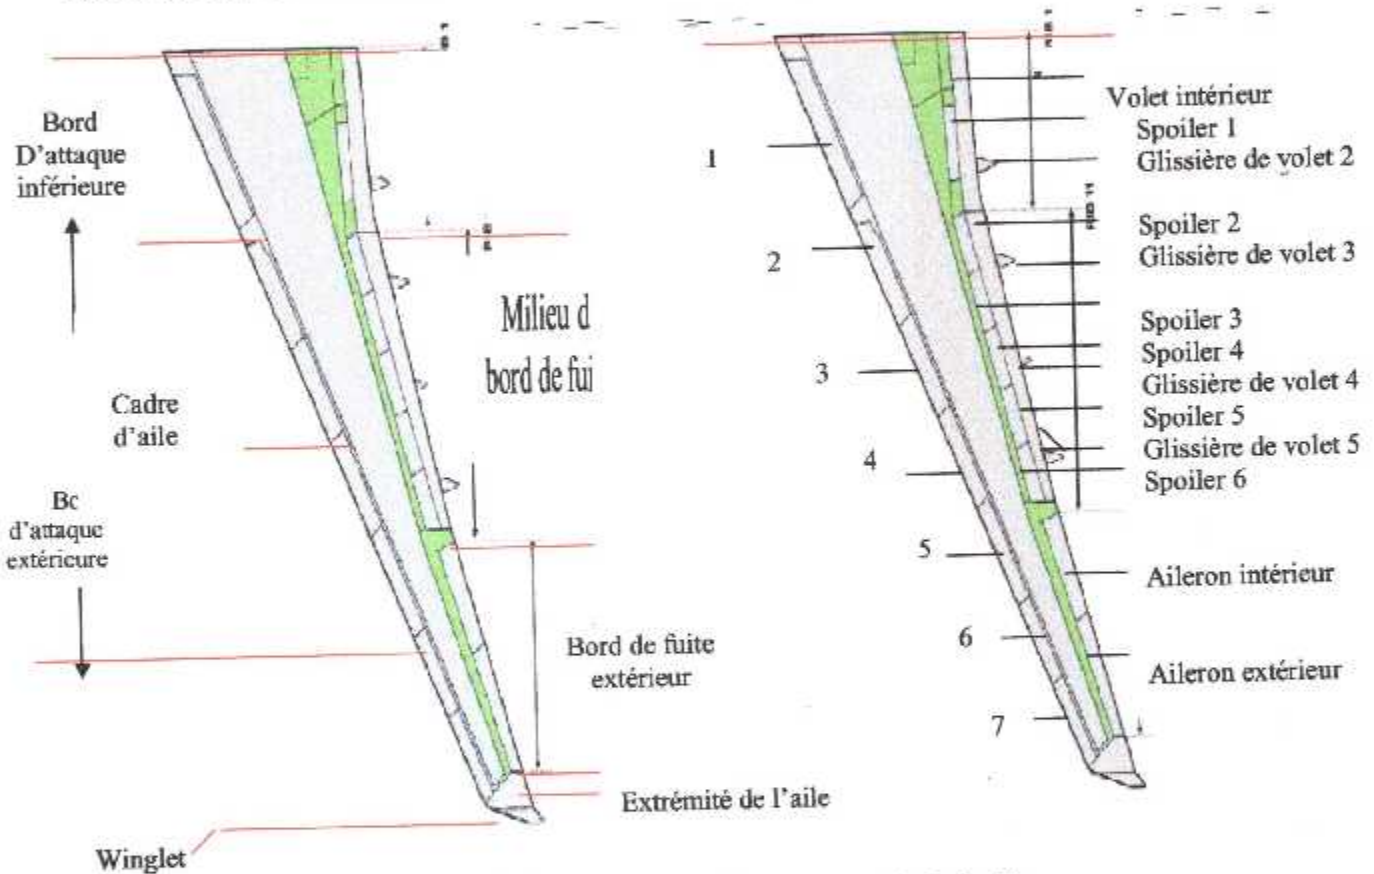 Bord
D'attaque
inférieure
Cadre
d'aile
Bc
d'attaque
extérieure
Winglet
Milieu d
bord de fui
Bord de fuite
extérieur
Extrémité de l'aile
1
2
3
4
5
6
7
Volet intérieur
Spoiler 1
Glissière de volet 2
Spoiler 2
Glissière de volet 3
Spoiler 3
Spoiler 4
Glissière de volet 4
Spoiler 5
Glissière de volet 5
Spoiler 6
Aileron intérieur
Aileron extérieur